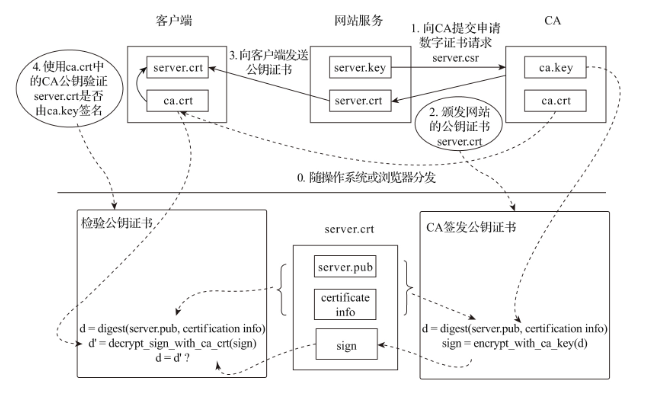 客户端
网站服务
CA
1. 向CA提交申请
数字证书请求
server.csr
3. 向客户端发送
公钥证书
4. 使用ca.crt中
的CA公钥验证
server.crt是否
由ca.key签名
server.crt
ca.crt
server.key
server.crt
ca.key
ca.crt
2. 颁发网站
的公钥证书
server.crt
0. 随操作系统或浏览器分发
检验公钥证书
d = digest(server.pub, certification info)
d' = decrypt_sign_with_ca_crt(sign)
d = d' ?
server.crt
server.pub
certificate
info
sign
CA签发公钥证书
d = digest(server.pub, certification info)
sign = encrypt_with_ca_key(d)